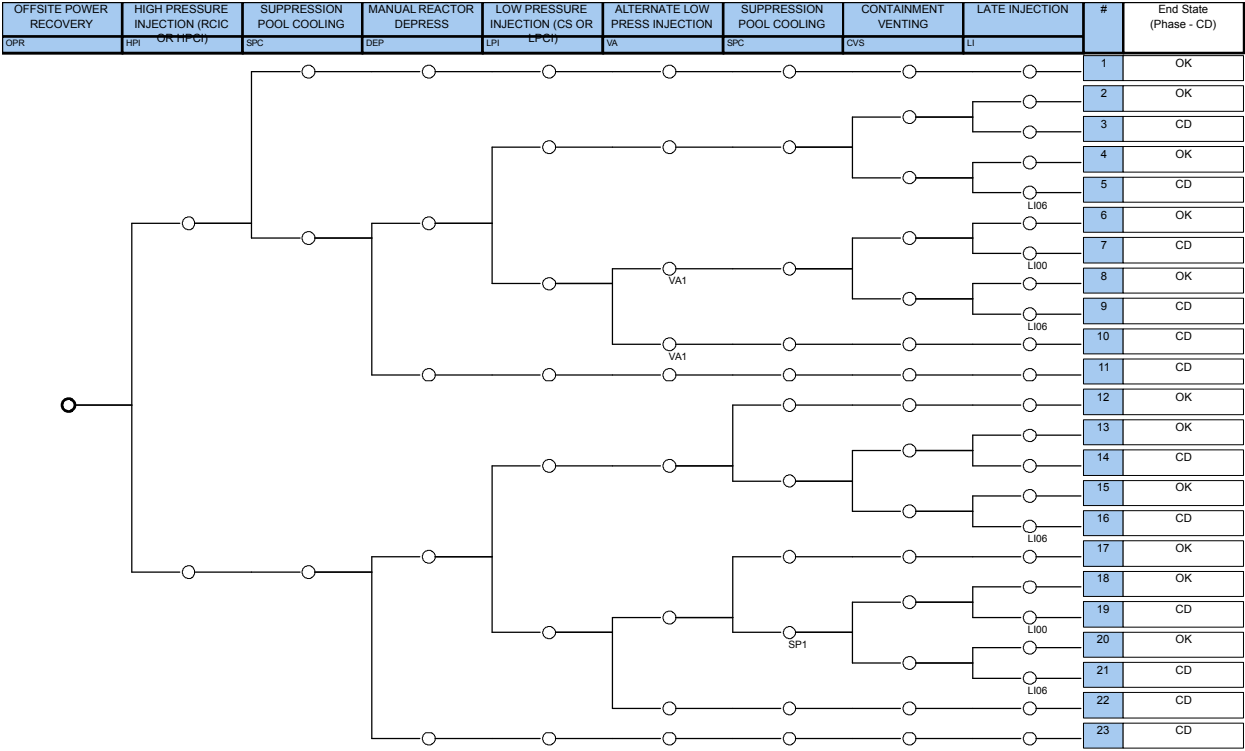 OFFSITE POWER
RECOVERY
OPR
HIGH PRESSURE
INJECTION (RCIC
OR HPCI)
HPI
SUPPRESSION
POOL COOLING
SPC
MANUAL REACTOR
DEPRESS
DEP
LOW PRESSURE
INJECTION (CS OR
LPCI)
LPI
ALTERNATE LOW
PRESS INJECTION
VA
SUPPRESSION
POOL COOLING
SPC
CONTAINMENT
VENTING
CVS
LATE INJECTION
LI
#
End State
(Phase - CD)
1 OK
2 OK
3 CD
4 OK
5 CD
LI06
6 OK
7 CD
LI00
VA1
8 OK
9 CD
LI06
10 CD
VA1
11 CD
12 OK
13 OK
14 CD
15 OK
16 CD
LI06
17 OK
18 OK
19 CD
LI00
SP1
20 OK
21 CD
LI06
22 CD
23 CD